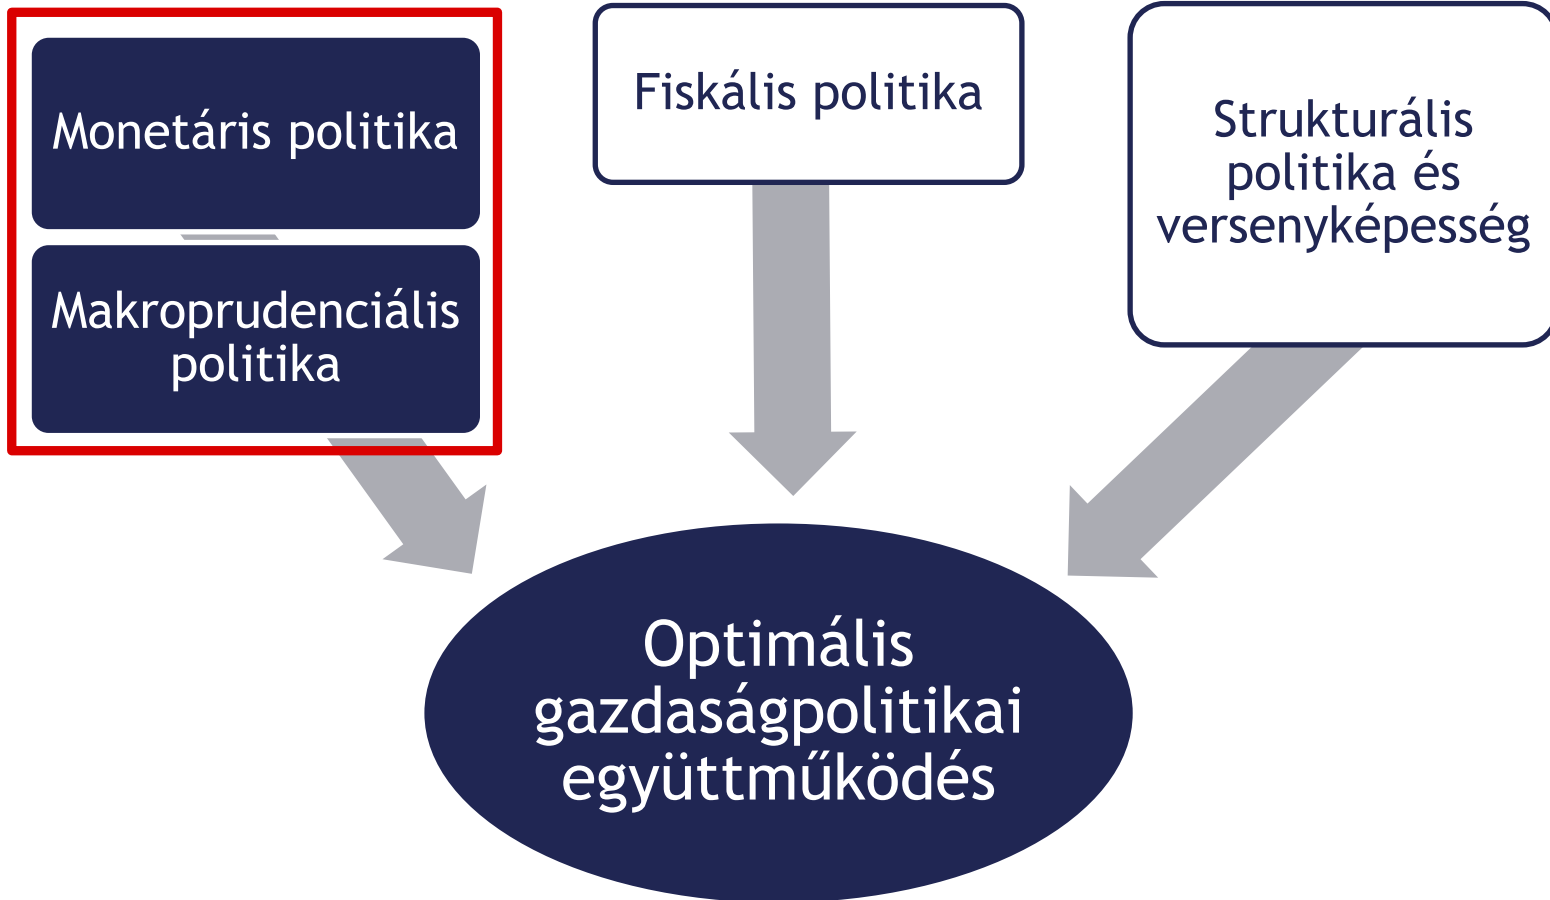 Monetáris politika
Makroprudenciális
politika
Fiskális politika
Strukturális
politika és
versenyképesség
Optimális
gazdaságpolitikai
együttműködés